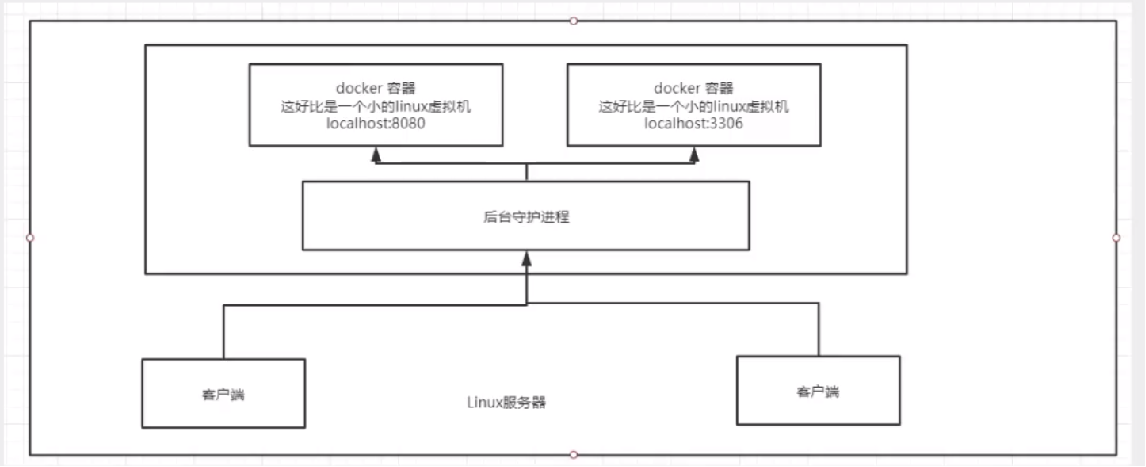 docker 容器
这好比是一个小的linux虚拟机
localhost:8080
docker 容器
这好比是一个小的linux虚拟机
localhost:3306
后台守护进程
客户端
Linux服务器
客户端